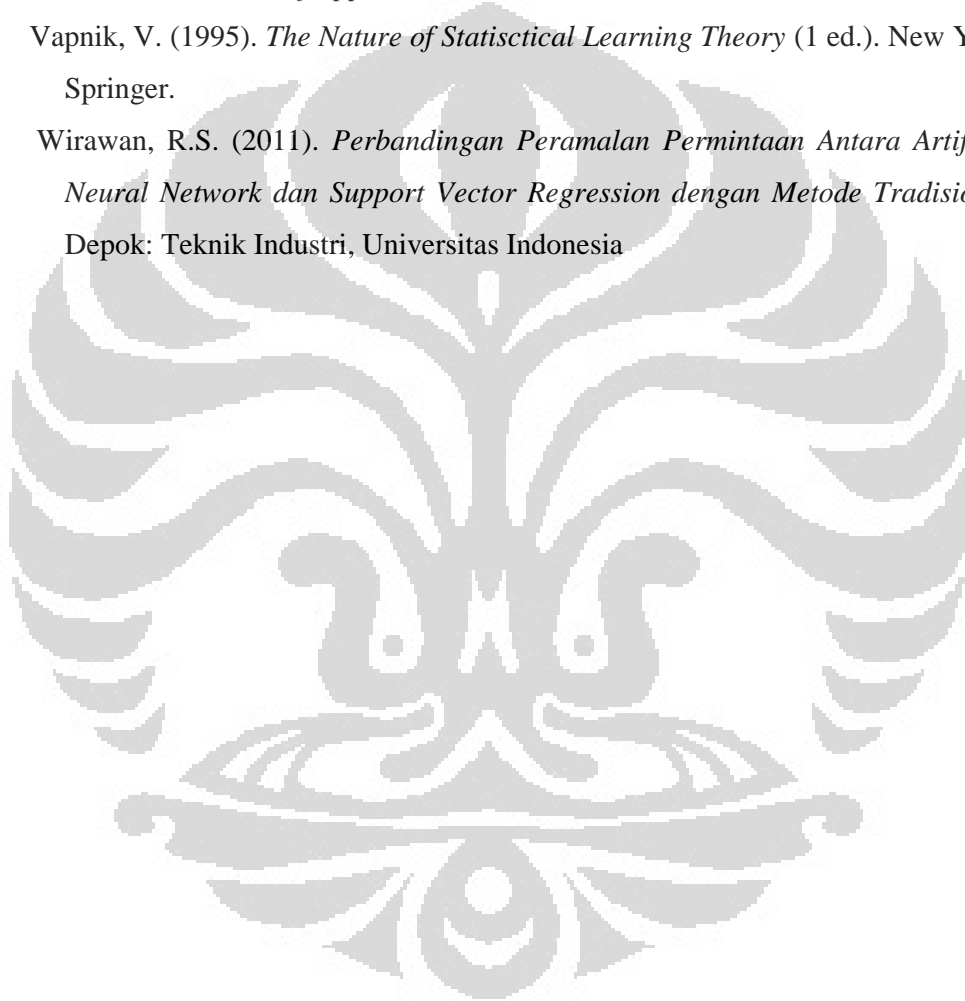 Vapnik, V. (1995). The Nature of Statisctical Learning Theory (1 ed.). New
Springer.
Wirawan, R.S. (2011). Perbandingan Peramalan Permintaan Antara
Neural Network dan Support Vector Regression dengan Metode
Depok: Teknik Industri, Universitas Indonesia